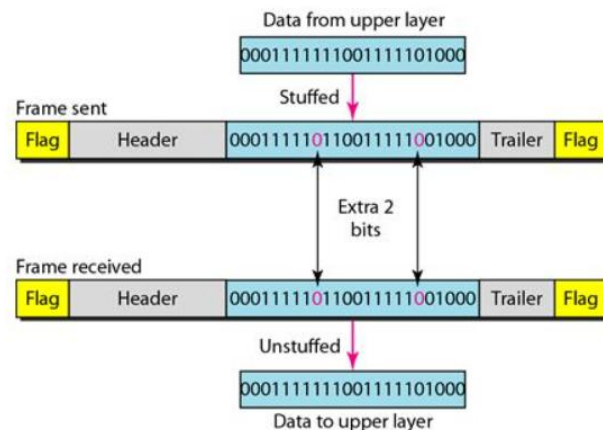 Data from upper layer
0001111111001111101000
Stuffed
Frame sent
Flag Header 000111110110011111001000 Trailer Flag
Extra 2
bits
Frame received
Flag Header 000111110110011111001000 Trailer Flag
Unstuffed
0001111111001111101000
Data to upper layer